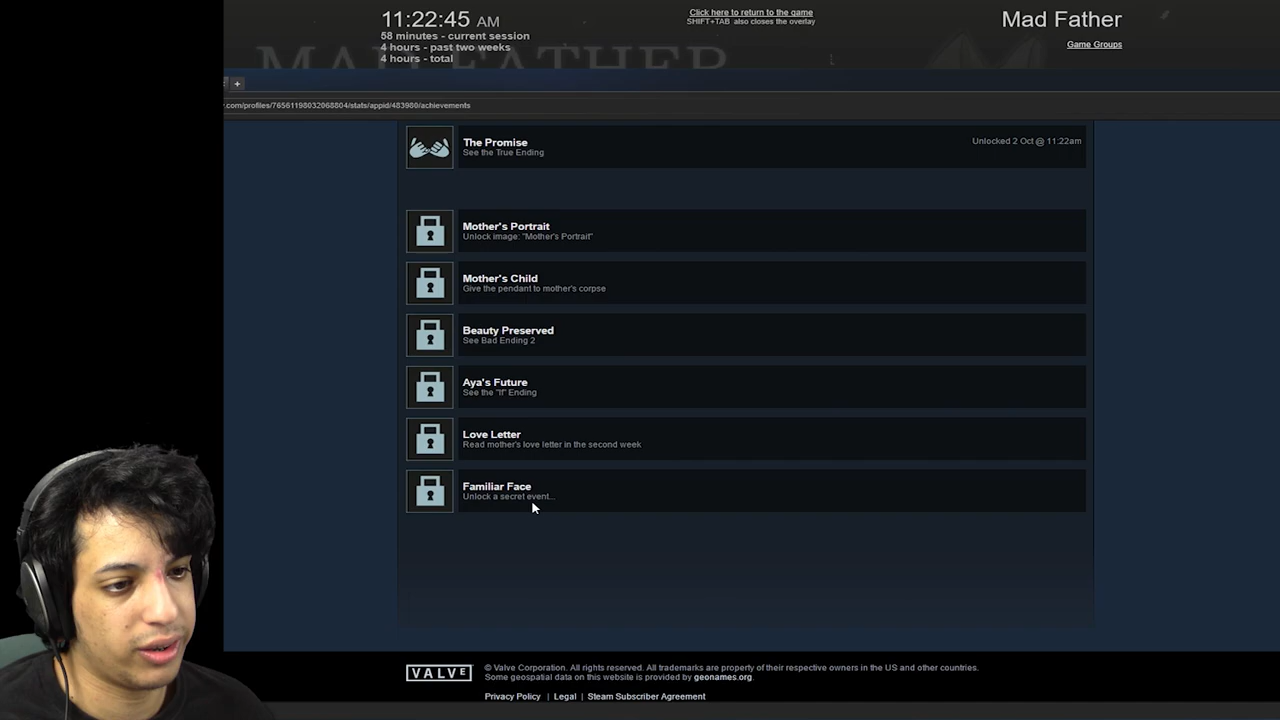 11:22:45 AM
58 minutes - current session
4 hours - past two weeks
4 hours - total
Click here to return to the game
SHIFT+TAB also closes the overlay
Mad Father
Game Groups
MAD FATHER
+
.com/profiles/76561198032068804/stats/appid/483980/achievements
The Promise
See the True Ending
Unlocked 2 Oct @ 11:22am
Mother's Portrait
Unlock image: "Mother's Portrait"
Mother's Child
Give the pendant to mother's corpse
Beauty Preserved
See Bad Ending 2
Aya's Future
See the "If" Ending
Love Letter
Read mother's love letter in the second week
Familiar Face
Unlock a secret event...
VALVE
© Valve Corporation. All rights reserved. All trademarks are property of their respective owners in the US and other countries.
Some geospatial data on this website is provided by geonames.org.
Privacy Policy | Legal | Steam Subscriber Agreement